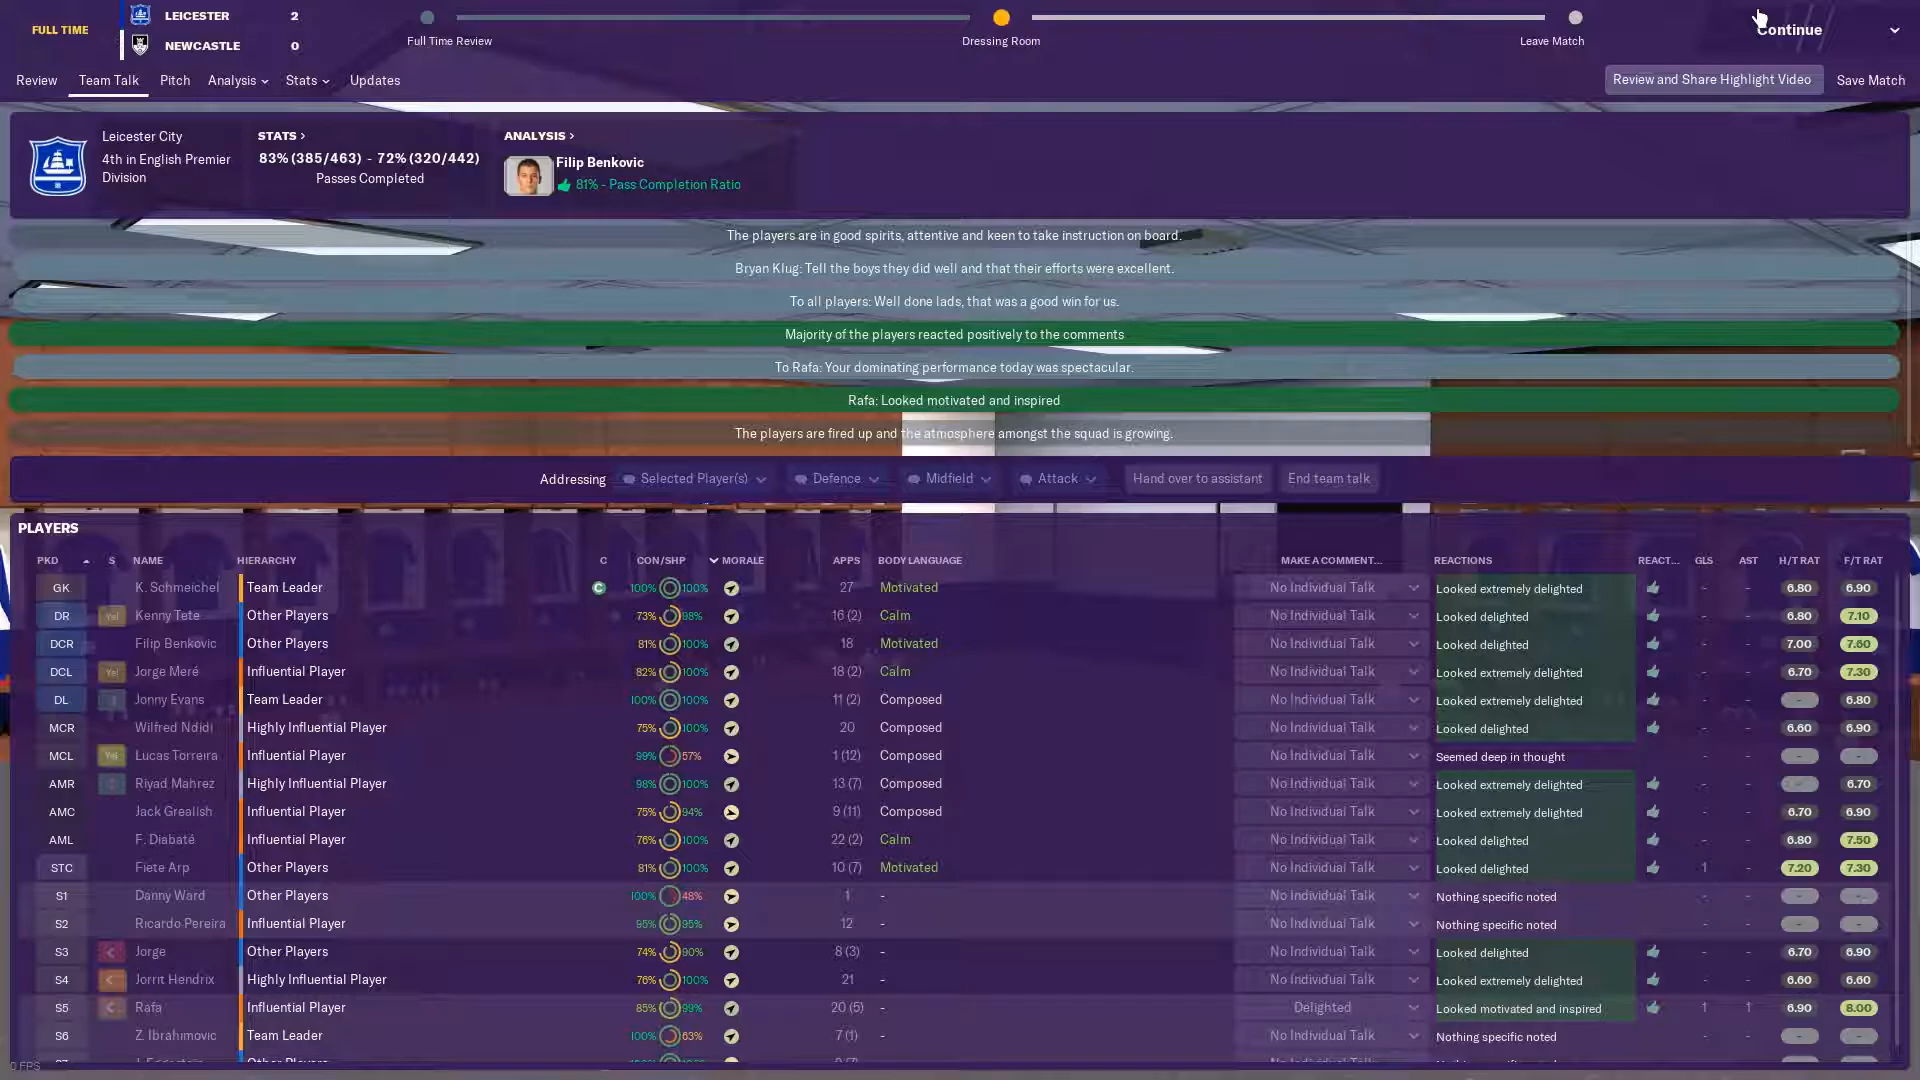 FULL TIME
LEICESTER 2
NEWCASTLE 0
Full Time Review
Dressing Room
Leave Match
Continue
Review Team Talk Pitch Analysis Stats Updates
Review and Share Highlight Video Save Match
Leicester City
4th in English Premier
Division
STATS >
83% (385/463) - 72% (320/442)
Passes Completed
ANALYSIS >
Filip Benkovic
81% - Pass Completion Ratio
The players are in good spirits, attentive and keen to take instruction on board.
Bryan Klug: Tell the boys they did well and that their efforts were excellent.
To all players: Well done lads, that was a good win for us.
Majority of the players reacted positively to the comments
To Rafa: Your dominating performance today was spectacular.
Rafa: Looked motivated and inspired
The players are fired up and the atmosphere amongst the squad is growing.
Addressing Selected Player(s) Defence Midfield Attack Hand over to assistant End team talk
PLAYERS
PKD S NAME HIERARCHY C CON/SHP MORALE APPS BODY LANGUAGE MAKE A COMMENT... REACTIONS REACT... GLS AST H/T RAT F/T RAT
GK K. Schmeichel Team Leader C 100% 100% 27 Motivated No Individual Talk Looked extremely delighted - - 6.80 6.90
DR Yel Kenny Tete Other Players 73% 98% 16 (2) Calm No Individual Talk Looked delighted - - 6.80 7.10
DCR Filip Benkovic Other Players 81% 100% 18 Motivated No Individual Talk Looked delighted - - 7.00 7.60
DCL Yel Jorge Meré Influential Player 82% 100% 18 (2) Calm No Individual Talk Looked extremely delighted - - 6.70 7.30
DL Jonny Evans Team Leader 100% 100% 11 (2) Composed No Individual Talk Looked extremely delighted - - - 6.80
MCR Wilfred Ndidi Highly Influential Player 75% 100% 20 Composed No Individual Talk Looked delighted - - 6.60 6.90
MCL Yel Lucas Torreira Influential Player 99% 57% 1 (12) Composed No Individual Talk Seemed deep in thought - - - -
AMR Riyad Mahrez Highly Influential Player 98% 100% 13 (7) Composed No Individual Talk Looked extremely delighted - - - 6.70
AMC Jack Grealish Influential Player 75% 94% 9 (11) Composed No Individual Talk Looked extremely delighted - - 6.70 6.90
AML F. Diabaté Influential Player 76% 100% 22 (2) Calm No Individual Talk Looked delighted - - 6.80 7.50
STC Fiete Arp Other Players 81% 100% 10 (7) Motivated No Individual Talk Looked delighted 1 - 7.20 7.30
S1 Danny Ward Other Players 100% 48% 1 - No Individual Talk Nothing specific noted - - - -
S2 Ricardo Pereira Influential Player 95% 95% 12 - No Individual Talk Nothing specific noted - - - -
S3 Jorge Other Players 74% 90% 8 (3) - No Individual Talk Looked delighted - - 6.70 6.90
S4 Jorrit Hendrix Highly Influential Player 76% 100% 21 - No Individual Talk Looked extremely delighted - - 6.60 6.60
S5 Rafa Influential Player 85% 99% 20 (5) - Delighted Looked motivated and inspired 1 1 6.90 8.00
S6 Z. Ibrahimovic Team Leader 100% 63% 7 (1) - No Individual Talk Nothing specific noted - - - -
Other Players
0 FPS